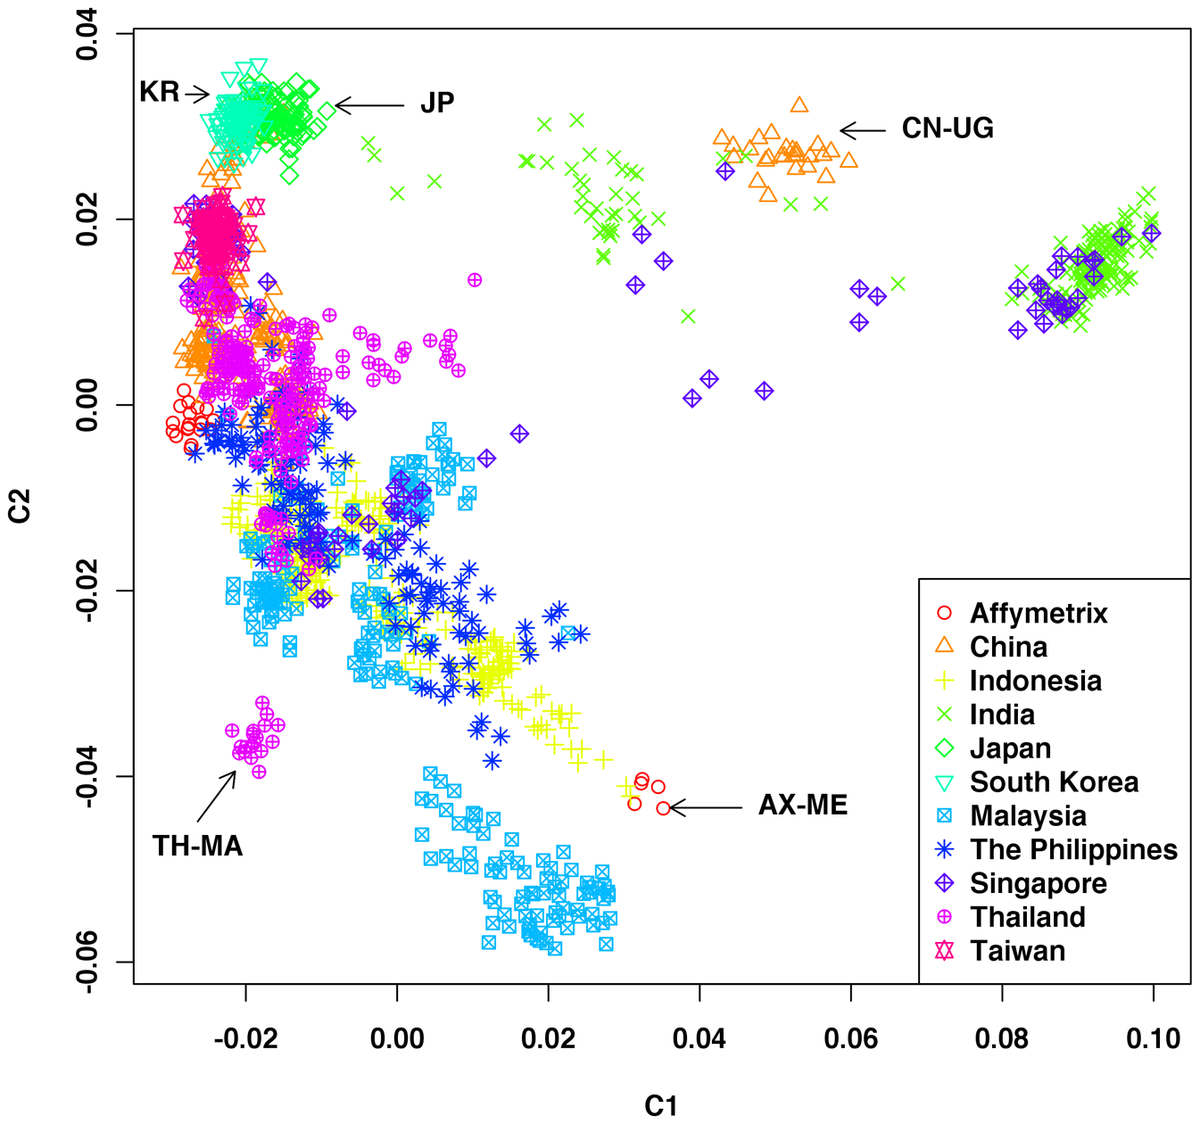 0.04
0.02
0.00
-0.02
-0.04
-0.06
C2
KR
JP
CN-UG
TH-MA
AX-ME
Affymetrix
China
Indonesia
India
Japan
South Korea
Malaysia
The Philippines
Singapore
Thailand
Taiwan
-0.02 0.00 0.02 0.04 0.06 0.08 0.10
C1